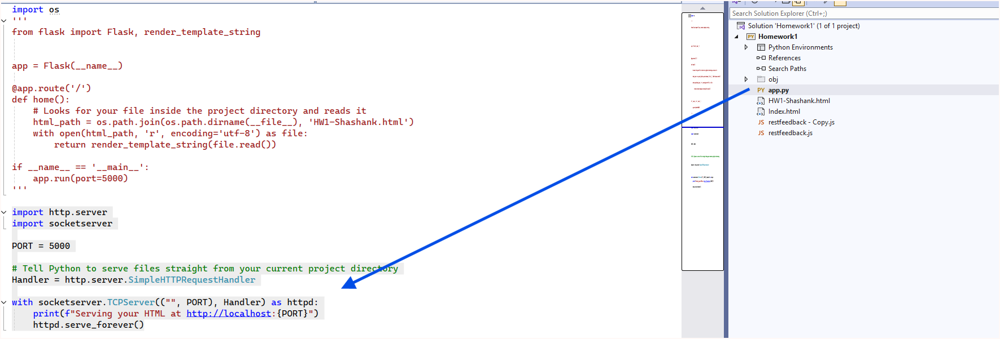 import os
'''
from flask import Flask, render_template_string
app = Flask(__name__)
@app.route('/')
def home():
    # Looks for your file inside the project directory and reads it
    html_path = os.path.join(os.path.dirname(__file__), 'HW1-Shashank.html')
    with open(html_path, 'r', encoding='utf-8') as file:
        return render_template_string(file.read())
if __name__ == '__main__':
    app.run(port=5000)
'''
import http.server
import socketserver
PORT = 5000
# Tell Python to serve files straight from your current project directory
Handler = http.server.SimpleHTTPRequestHandler
with socketserver.TCPServer(("", PORT), Handler) as httpd:
    print(f"Serving your HTML at http://localhost:{PORT}")
    httpd.serve_forever()
Search Solution Explorer (Ctrl+;)
Solution 'Homework1' (1 of 1 project)
PY Homework1
Python Environments
References
Search Paths
obj
PY app.py
HW1-Shashank.html
Index.html
JS restfeedback - Copy.js
JS restfeedback.js